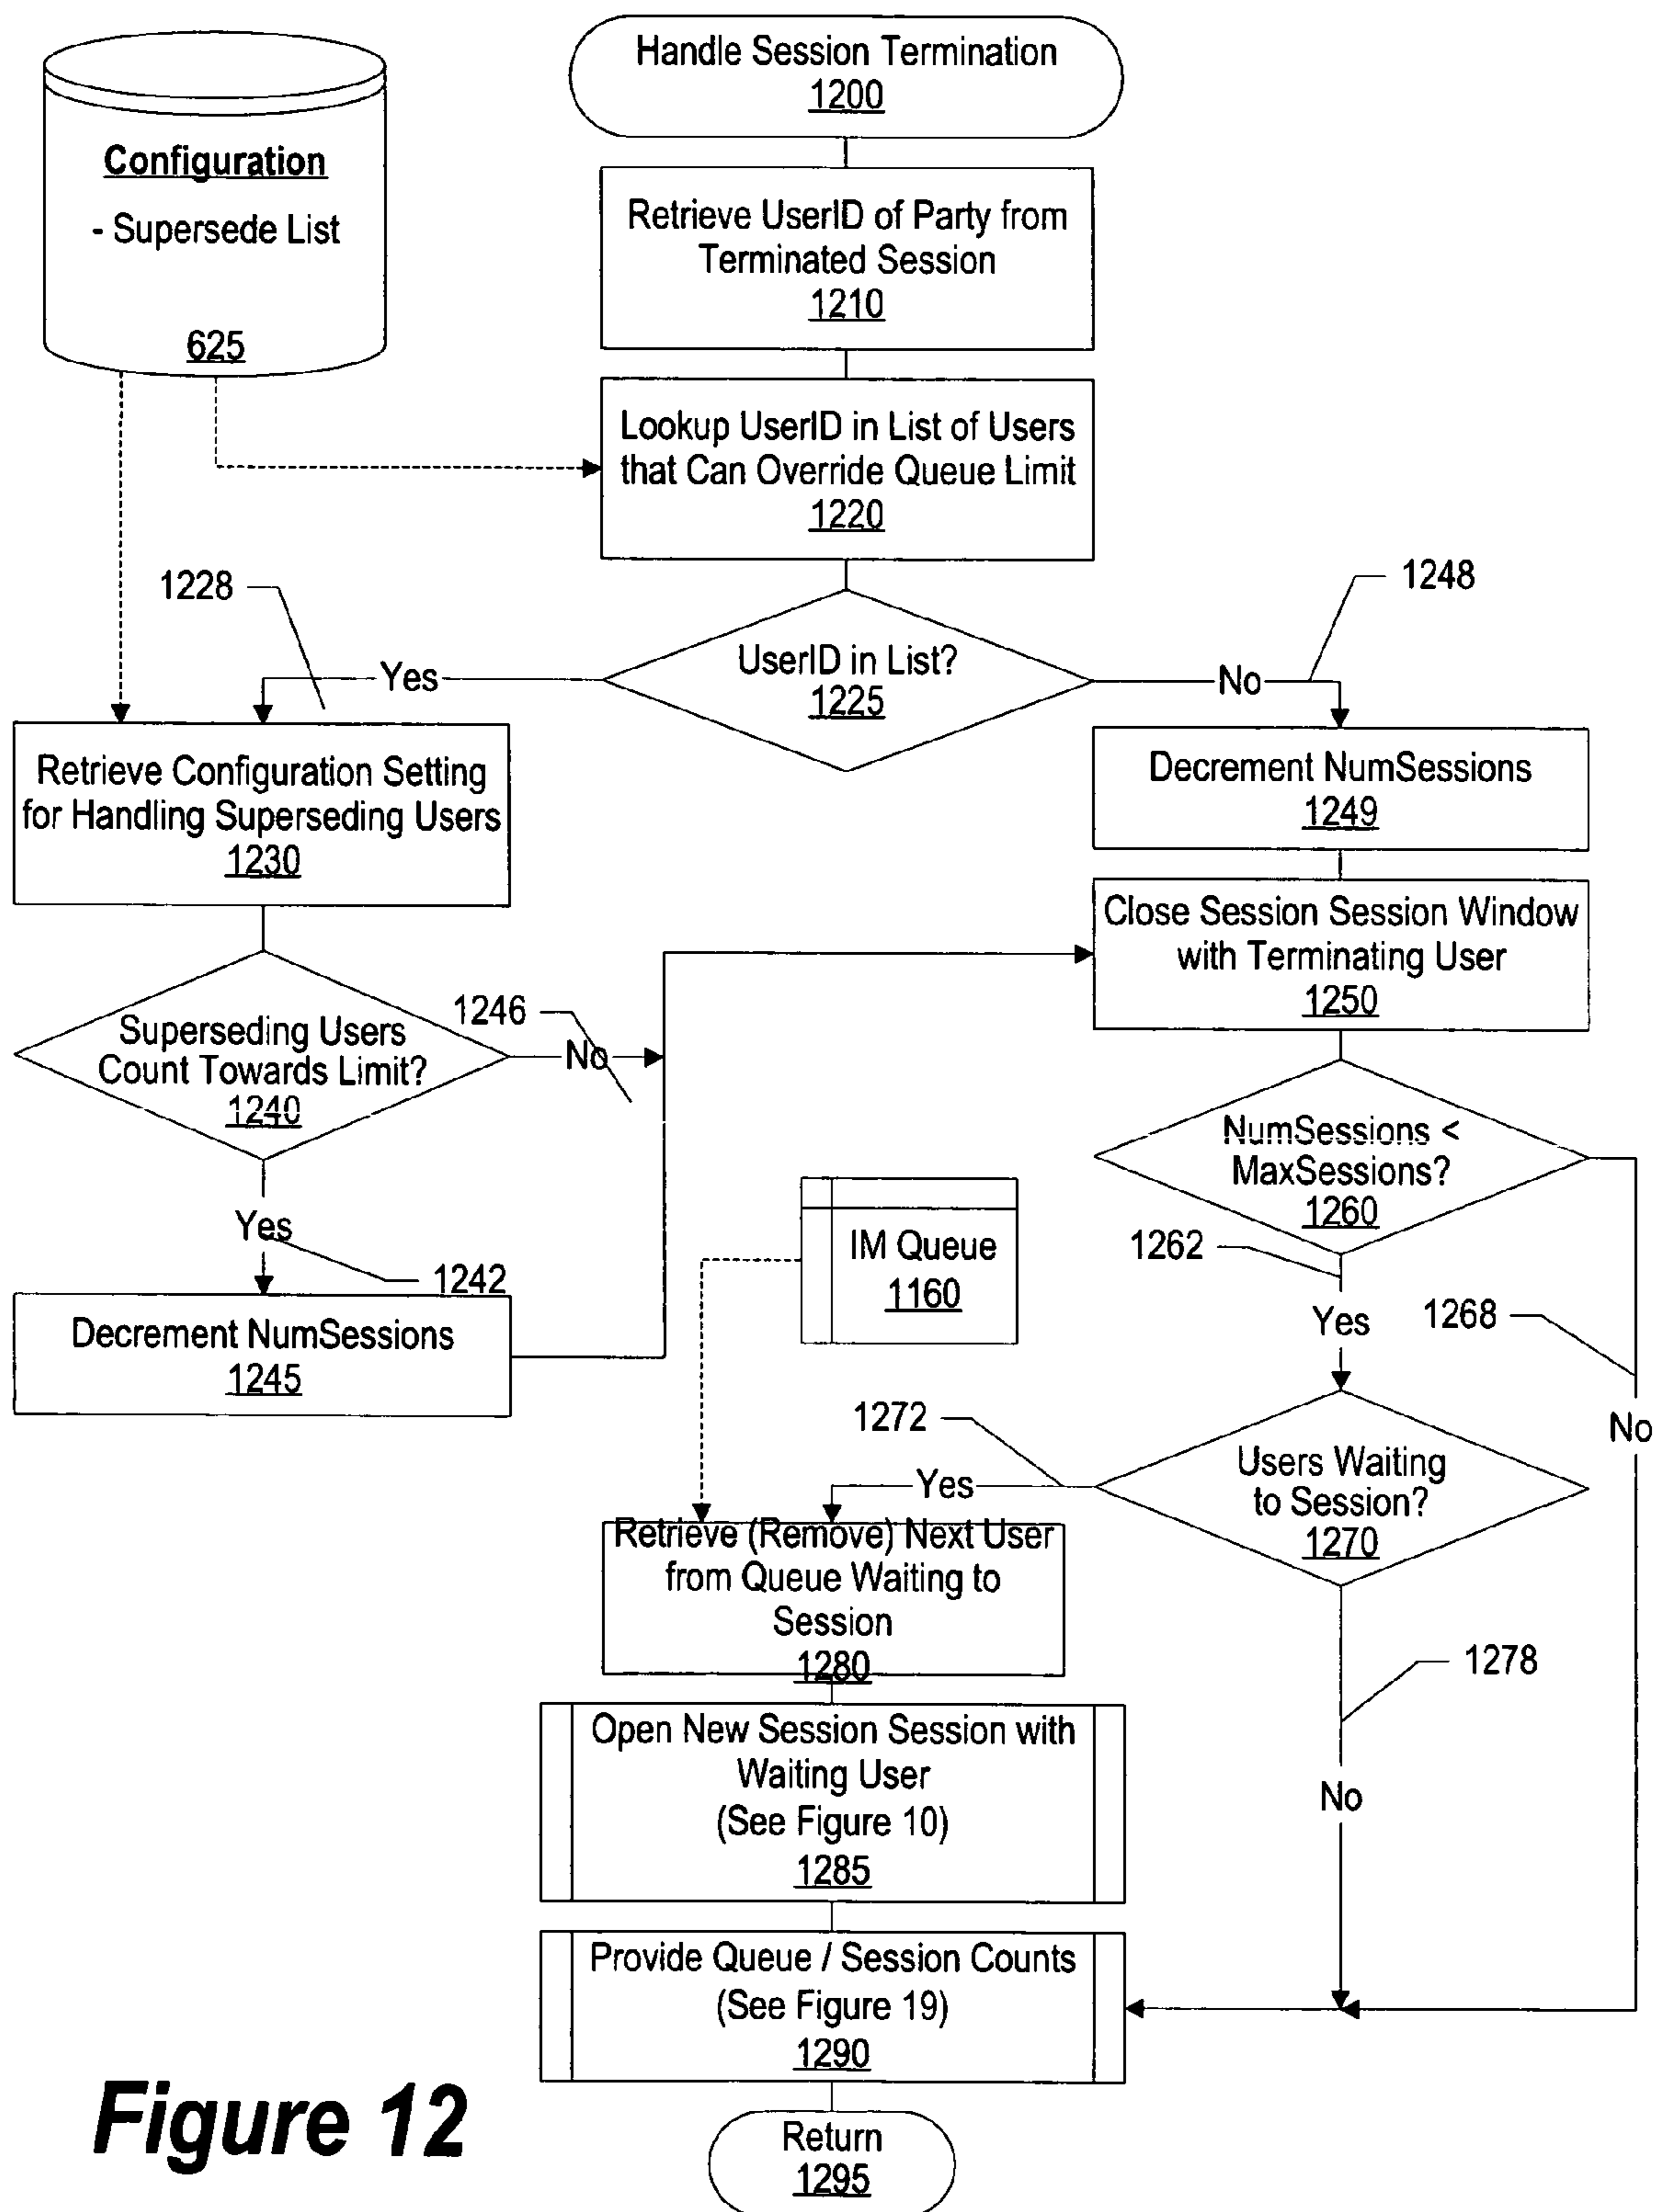 Handle Session Termination
1200
Configuration
- Supersede List
625
Retrieve UserID of Party from
Terminated Session
1210
Lookup UserID in List of Users
that Can Override Queue Limit
1220
1228
1248
UserID in List?
1225
Yes
No
Retrieve Configuration Setting
for Handling Superseding Users
1230
Decrement NumSessions
1249
Close Session Session Window
with Terminating User
1250
Superseding Users
Count Towards Limit?
1240
1246
No
Yes
1242
Decrement NumSessions
1245
NumSessions <
MaxSessions?
1260
1262
Yes
1268
No
IM Queue
1160
Users Waiting
to Session?
1270
1272
Yes
1278
No
Retrieve (Remove) Next User
from Queue Waiting to
Session
1280
Open New Session Session with
Waiting User
(See Figure 10)
1285
Provide Queue / Session Counts
(See Figure 19)
1290
Return
1295
Figure 12